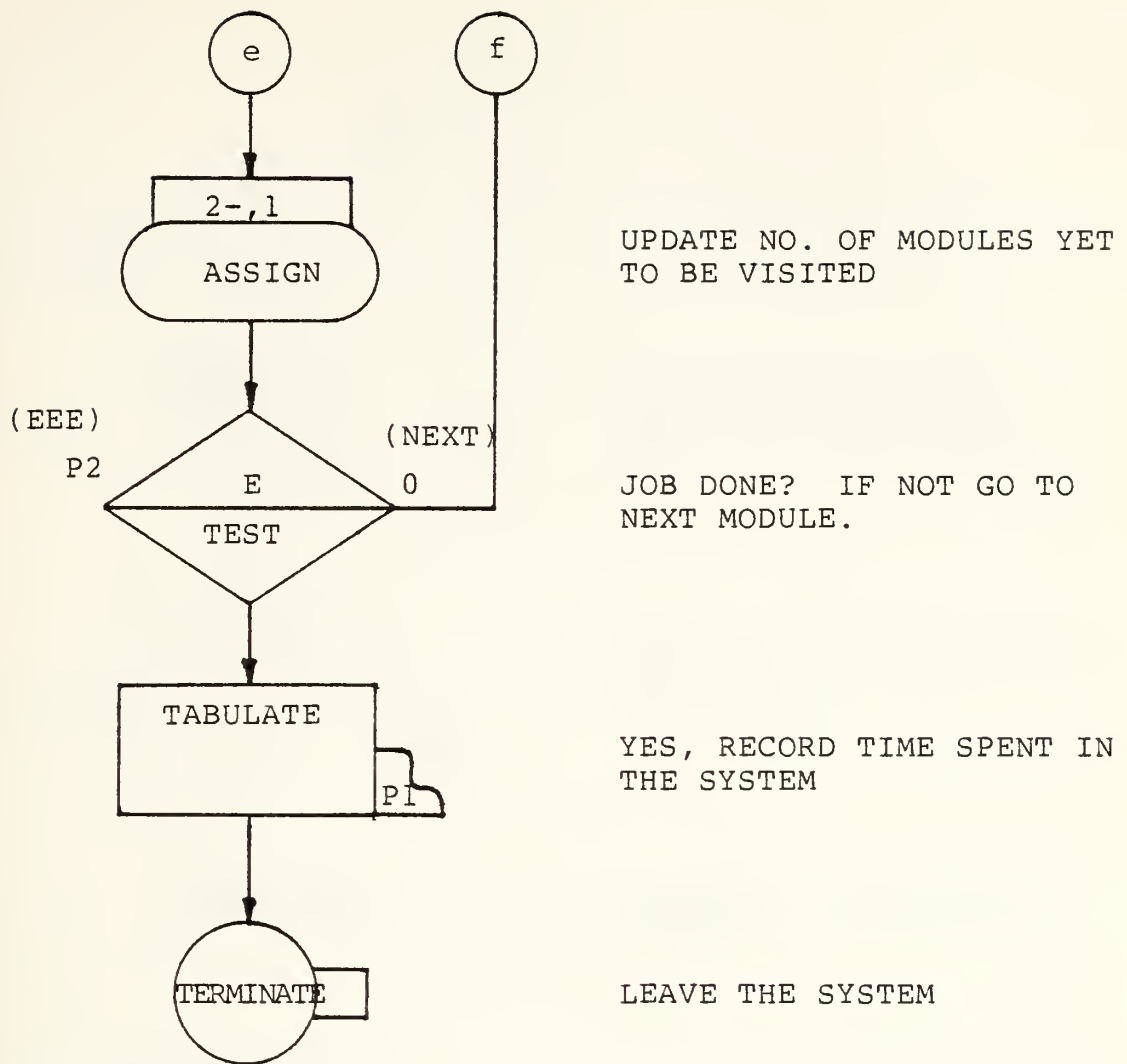 e
f
2-,1
ASSIGN
UPDATE NO. OF MODULES YET
TO BE VISITED
(EEE)
(NEXT)
P2
E
0
TEST
JOB DONE? IF NOT GO TO
NEXT MODULE.
TABULATE
P1
YES, RECORD TIME SPENT IN
THE SYSTEM
TERMINATE
LEAVE THE SYSTEM